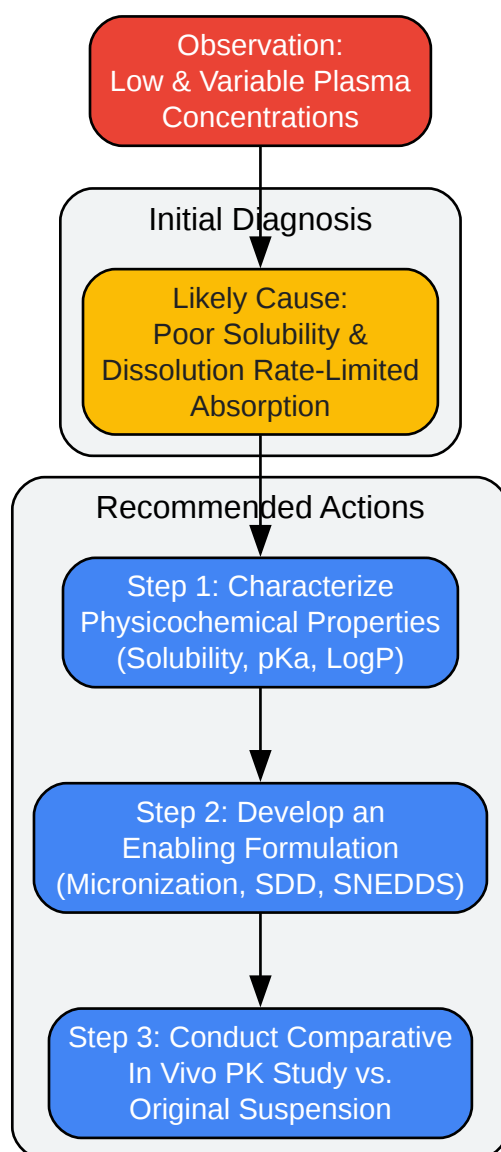 Observation:
Low & Variable Plasma
Concentrations
Initial Diagnosis
Likely Cause:
Poor Solubility &
Dissolution Rate-Limited
Absorption
Recommended Actions
Step 1: Characterize
Physicochemical Properties
(Solubility, pKa, LogP)
Step 2: Develop an
Enabling Formulation
(Micronization, SDD, SNEDDS)
Step 3: Conduct Comparative
In Vivo PK Study vs.
Original Suspension